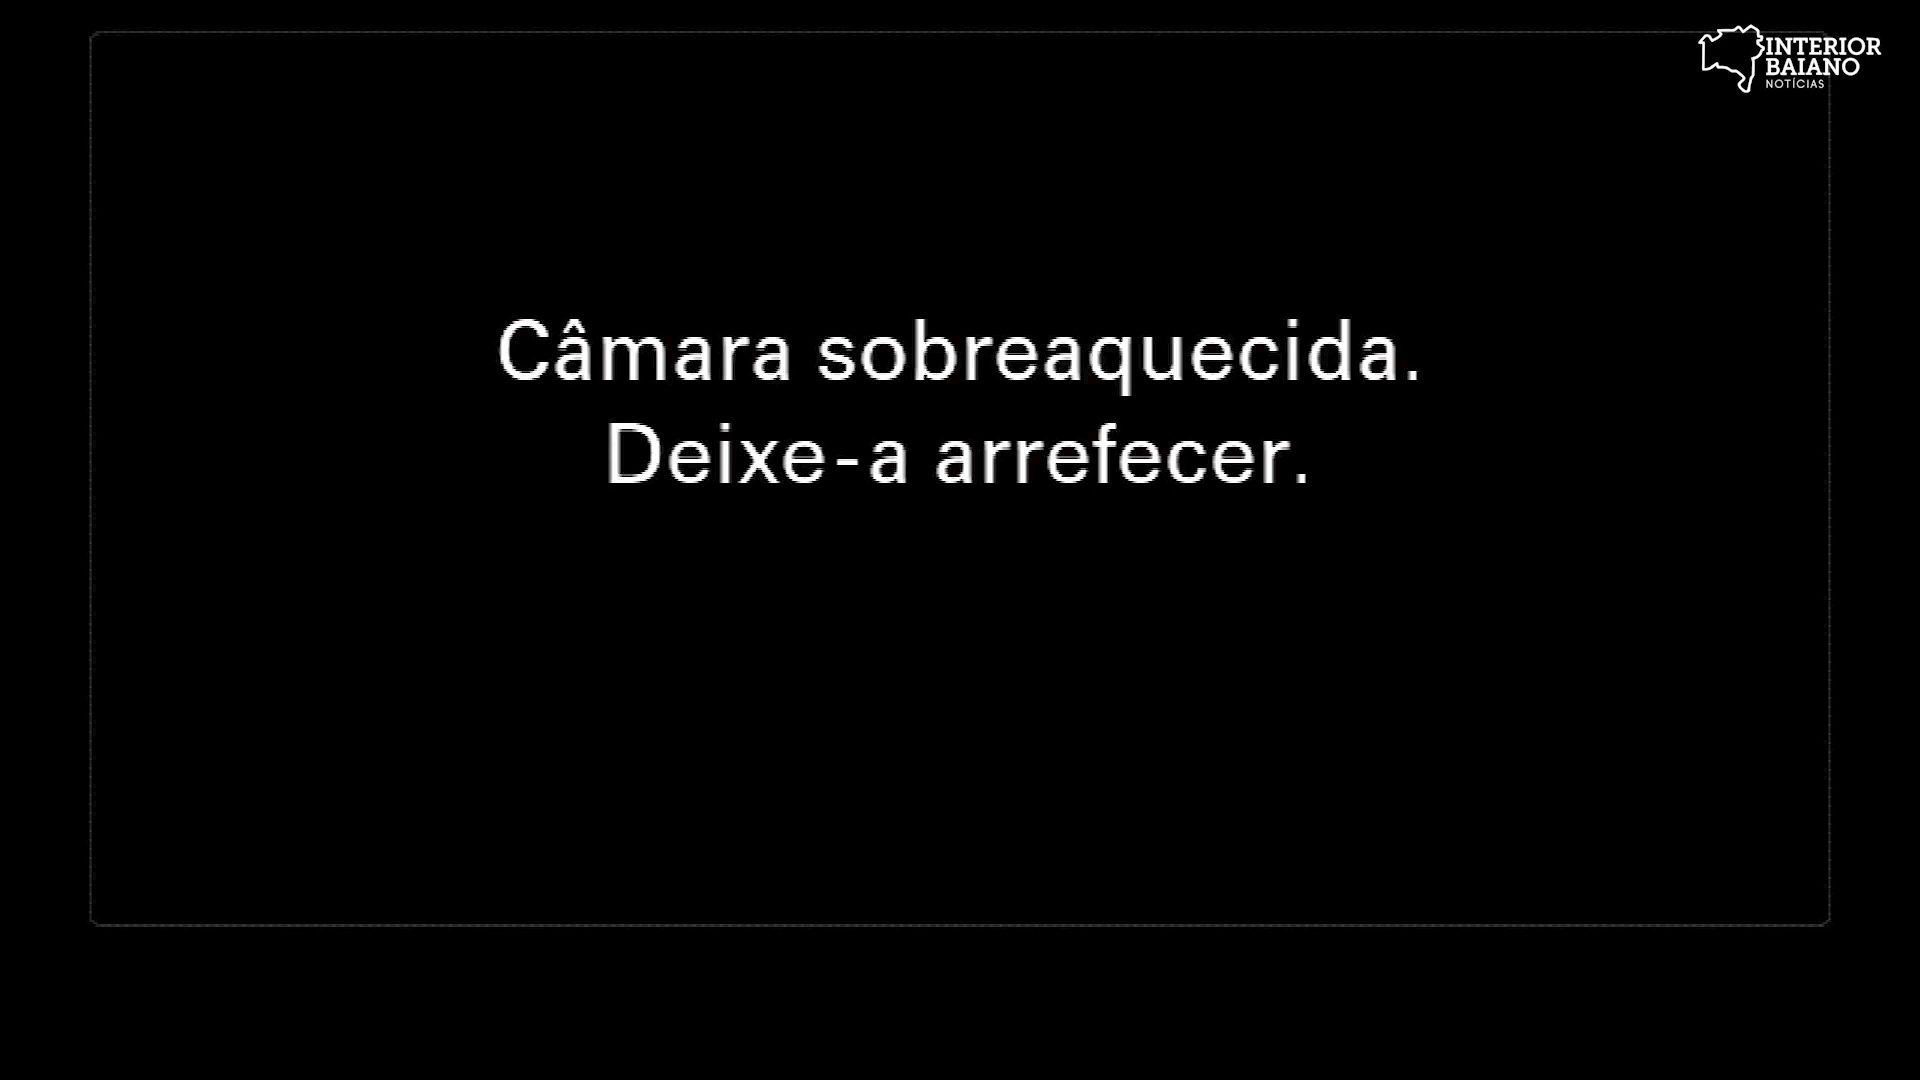 INTERIOR
BAIANO
NOTÍCIAS
Câmara sobreaquecida.
Deixe-a arrefecer.